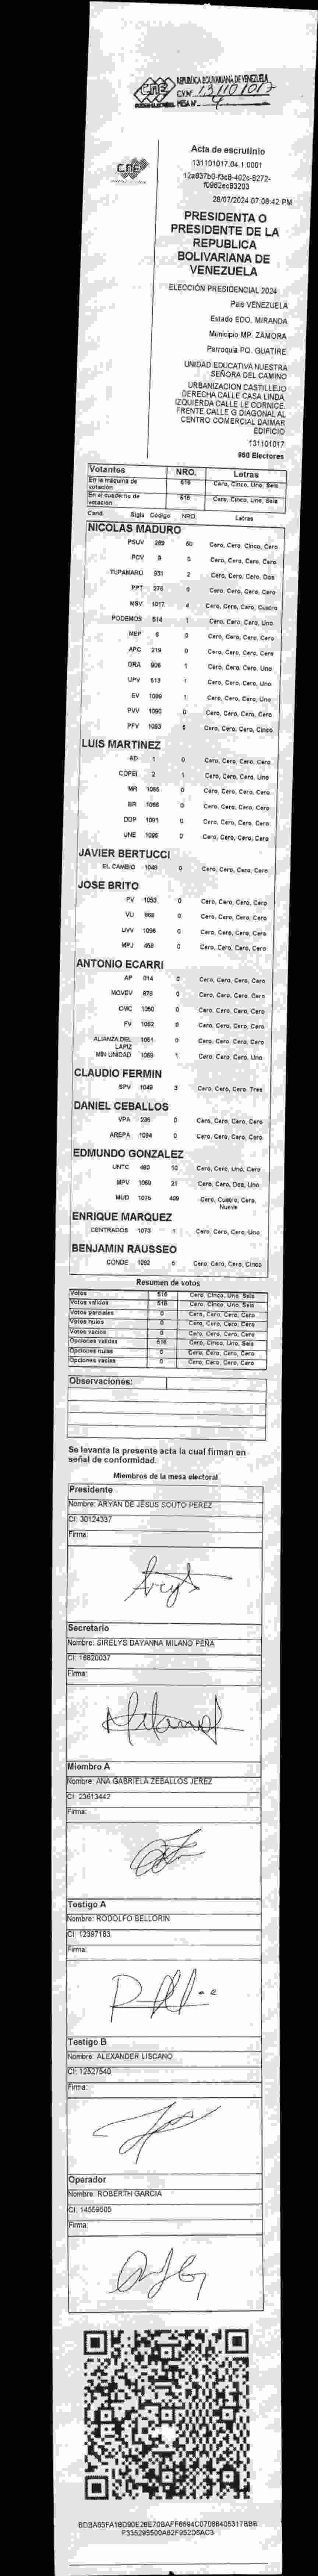 REPUBLICA BOLIVARIANA DE VENEZUELA
CNE
C.V.Nº 131101017
MESA Nº 4
Acta de escrutinio
131101017.04.1.0001
CNE
12a837b0-f3c8-402c-8272-
f0962ec83203
28/07/2024 07:08:42 PM
PRESIDENTA O
PRESIDENTE DE LA
REPUBLICA
BOLIVARIANA DE
VENEZUELA
ELECCIÓN PRESIDENCIAL 2024
Pais VENEZUELA
Estado EDO. MIRANDA
Municipio MP. ZAMORA
Parroquia PQ. GUATIRE
UNIDAD EDUCATIVA NUESTRA
SEÑORA DEL CAMINO
URBANIZACION CASTILLEJO
DERECHA CALLE CASA LINDA.
IZQUIERDA CALLE LE CORNICE.
FRENTE CALLE G DIAGONAL AL
CENTRO COMERCIAL DAIMAR
EDIFICIO
131101017
960 Electores
Votantes NRO. Letras
En la máquina de votación 516 Cero, Cinco, Uno, Seis
En el cuaderno de votación 516 Cero, Cinco, Uno, Seis
Cand. Sigla Código NRO. Letras
NICOLAS MADURO
PSUV 269 50 Cero, Cero, Cinco, Cero
PCV 9 0 Cero, Cero, Cero, Cero
TUPAMARO 931 2 Cero, Cero, Cero, Dos
PPT 276 0 Cero, Cero, Cero, Cero
MSV 1017 4 Cero, Cero, Cero, Cuatro
PODEMOS 514 1 Cero, Cero, Cero, Uno
MEP 6 0 Cero, Cero, Cero, Cero
APC 219 0 Cero, Cero, Cero, Cero
ORA 906 1 Cero, Cero, Cero, Uno
UPV 613 1 Cero, Cero, Cero, Uno
EV 1089 1 Cero, Cero, Cero, Uno
PVV 1090 0 Cero, Cero, Cero, Cero
PFV 1093 5 Cero, Cero, Cero, Cinco
LUIS MARTINEZ
AD 1 0 Cero, Cero, Cero, Cero
COPEI 2 1 Cero, Cero, Cero, Uno
MR 1065 0 Cero, Cero, Cero, Cero
BR 1066 0 Cero, Cero, Cero, Cero
DDP 1091 0 Cero, Cero, Cero, Cero
UNE 1095 0 Cero, Cero, Cero, Cero
JAVIER BERTUCCI
EL CAMBIO 1048 0 Cero, Cero, Cero, Cero
JOSE BRITO
PV 1053 0 Cero, Cero, Cero, Cero
VU 868 0 Cero, Cero, Cero, Cero
UVV 1096 0 Cero, Cero, Cero, Cero
MPJ 458 0 Cero, Cero, Cero, Cero
ANTONIO ECARRI
AP 614 0 Cero, Cero, Cero, Cero
MOVEV 878 0 Cero, Cero, Cero, Cero
CMC 1050 0 Cero, Cero, Cero, Cero
FV 1062 0 Cero, Cero, Cero, Cero
ALIANZA DEL LAPIZ 1061 0 Cero, Cero, Cero, Cero
MIN UNIDAD 1068 1 Cero, Cero, Cero, Uno
CLAUDIO FERMIN
SPV 1049 3 Cero, Cero, Cero, Tres
DANIEL CEBALLOS
VPA 236 0 Cero, Cero, Cero, Cero
AREPA 1094 0 Cero, Cero, Cero, Cero
EDMUNDO GONZALEZ
UNTC 480 10 Cero, Cero, Uno, Cero
MPV 1069 21 Cero, Cero, Dos, Uno
MUD 1075 409 Cero, Cuatro, Cero, Nueve
ENRIQUE MARQUEZ
CENTRADOS 1073 1 Cero, Cero, Cero, Uno
BENJAMIN RAUSSEO
CONDE 1092 5 Cero, Cero, Cero, Cinco
Resumen de votos
Votos 516 Cero, Cinco, Uno, Seis
Votos validos 516 Cero, Cinco, Uno, Seis
Votos parciales 0 Cero, Cero, Cero, Cero
Votos nulos 0 Cero, Cero, Cero, Cero
Votos vacios 0 Cero, Cero, Cero, Cero
Opciones validas 516 Cero, Cinco, Uno, Seis
Opciones nulas 0 Cero, Cero, Cero, Cero
Opciones vacias 0 Cero, Cero, Cero, Cero
Observaciones:
Se levanta la presente acta la cual firman en
señal de conformidad.
Miembros de la mesa electoral
Presidente
Nombre: ARYAN DE JESUS SOUTO PEREZ
CI: 30124337
Firma:
Secretario
Nombre: SIRELYS DAYANNA MILANO PEÑA
CI: 16820037
Firma:
Miembro A
Nombre: ANA GABRIELA ZEBALLOS JEREZ
CI: 23613442
Firma:
Testigo A
Nombre: RODOLFO BELLORIN
CI: 12397183
Firma:
Testigo B
Nombre: ALEXANDER LISCANO
CI: 12527540
Firma:
Operador
Nombre: ROBERTH GARCIA
CI: 14559505
Firma:
BDBA65FA18D90E28E70BAFF6694C07088405317BBB
F335295500A62F952D6AC3